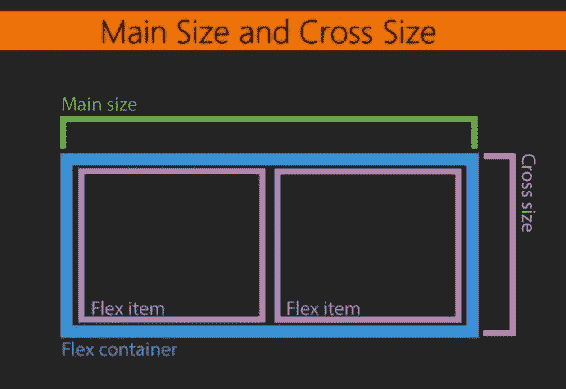 Main Size and Cross Size
Main size
Cross size
Flex item
Flex item
Flex container